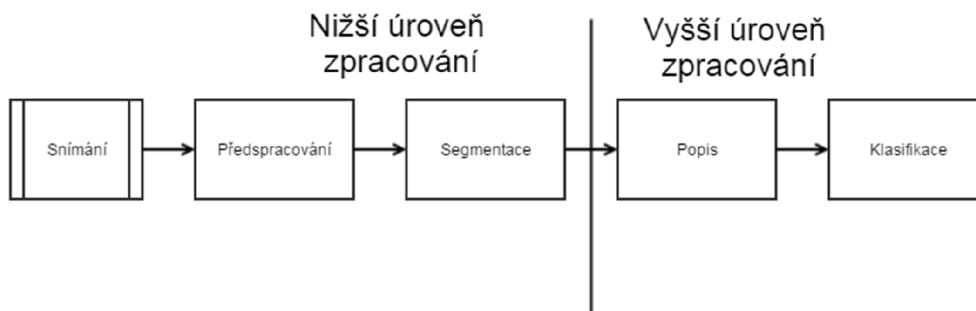 Nižší úroveň
zpracování
Vyšší úroveň
zpracování
Snímání
Předspracování
Segmentace
Popis
Klasifikace